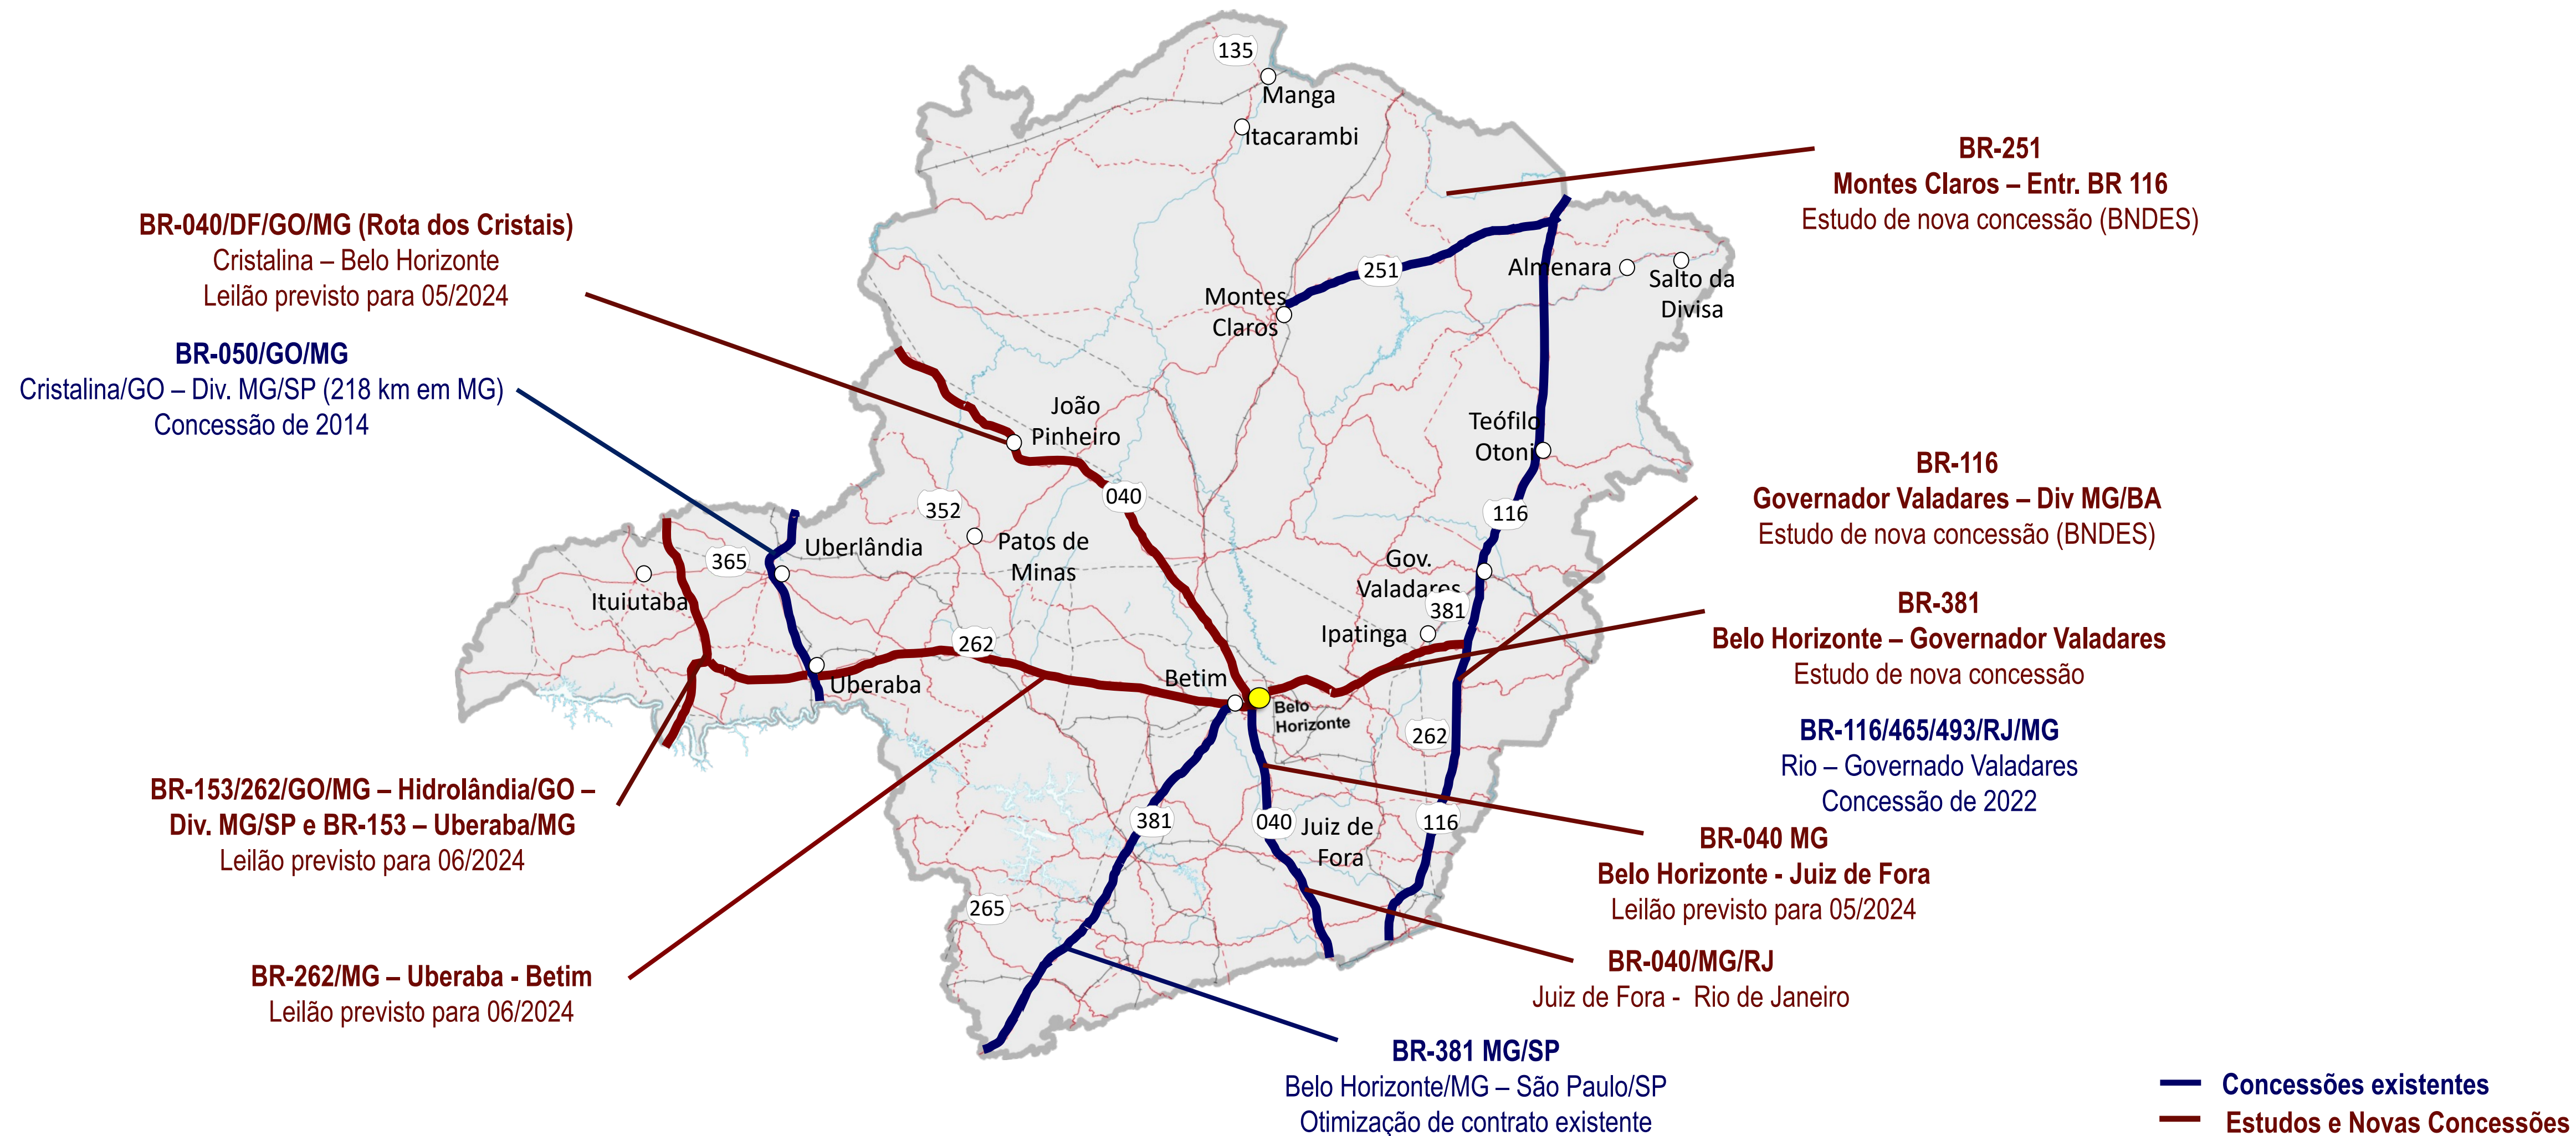 BR-040/DF/GO/MG (Rota dos Cristais)
Cristalina – Belo Horizonte
Leilão previsto para 05/2024
BR-050/GO/MG
Cristalina/GO – Div. MG/SP (218 km em MG)
Concessão de 2014
BR-153/262/GO/MG – Hidrolândia/GO –
Div. MG/SP e BR-153 – Uberaba/MG
Leilão previsto para 06/2024
BR-262/MG – Uberaba - Betim
Leilão previsto para 06/2024
135
Manga
Itacarambi
251
Montes
Claros
Almenara
Salto da
Divisa
João
Pinheiro
Teófilo
Otoni
040
352
116
Patos de
Minas
Uberlândia
365
Ituiutaba
Gov.
Valadares
381
Ipatinga
262
Uberaba
Betim
Belo
Horizonte
262
381
040
Juiz de
Fora
116
265
BR-251
Montes Claros – Entr. BR 116
Estudo de nova concessão (BNDES)
BR-116
Governador Valadares – Div MG/BA
Estudo de nova concessão (BNDES)
BR-381
Belo Horizonte – Governador Valadares
Estudo de nova concessão
BR-116/465/493/RJ/MG
Rio – Governado Valadares
Concessão de 2022
BR-040 MG
Belo Horizonte - Juiz de Fora
Leilão previsto para 05/2024
BR-040/MG/RJ
Juiz de Fora - Rio de Janeiro
BR-381 MG/SP
Belo Horizonte/MG – São Paulo/SP
Otimização de contrato existente
Concessões existentes
Estudos e Novas Concessões